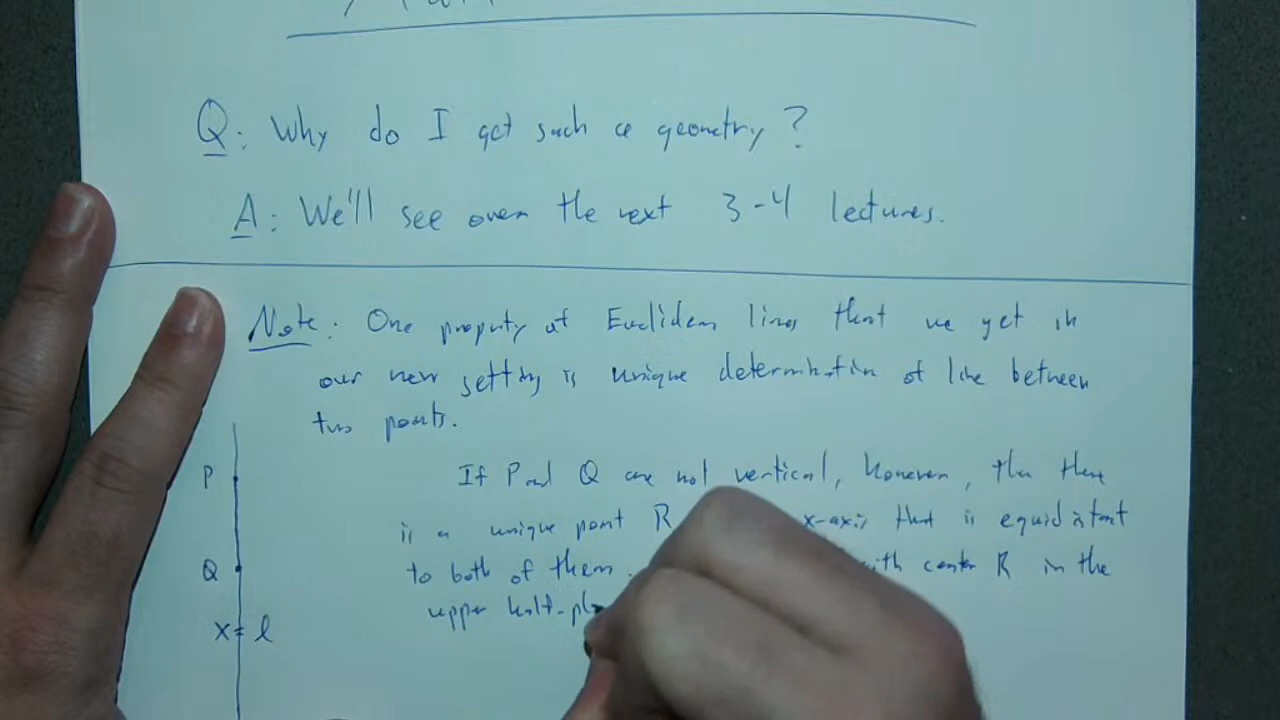 Q: Why do I get such a geometry?
A: We'll see over the next 3-4 lectures.
Note: One property of Euclidean lines that we get in
our new setting is unique determination of line between
two points.
P
If P and Q are not vertical, however, then there
is a unique point R x-axis that is equidistant
Q
to both of them. with center R in the
upper half-pla
X l